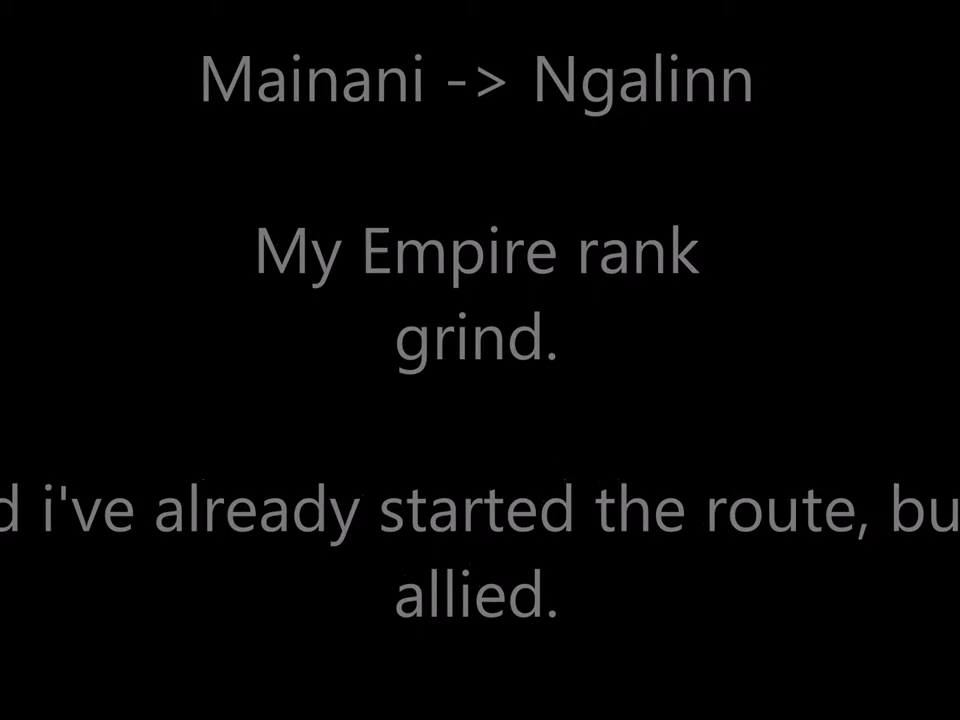 Mainani -> Ngalinn
My Empire rank
grind.
d i've already started the route, bu
allied.